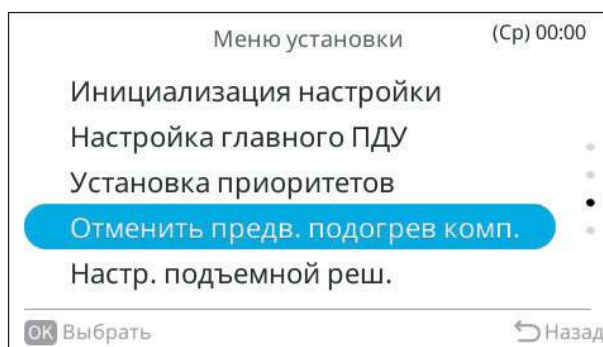 Меню установки (Ср) 00:00
Инициализация настройки
Настройка главного ПДУ
Установка приоритетов
Отменить предв. подогрев комп.
Настр. подъемной реш.
OK Выбрать Назад